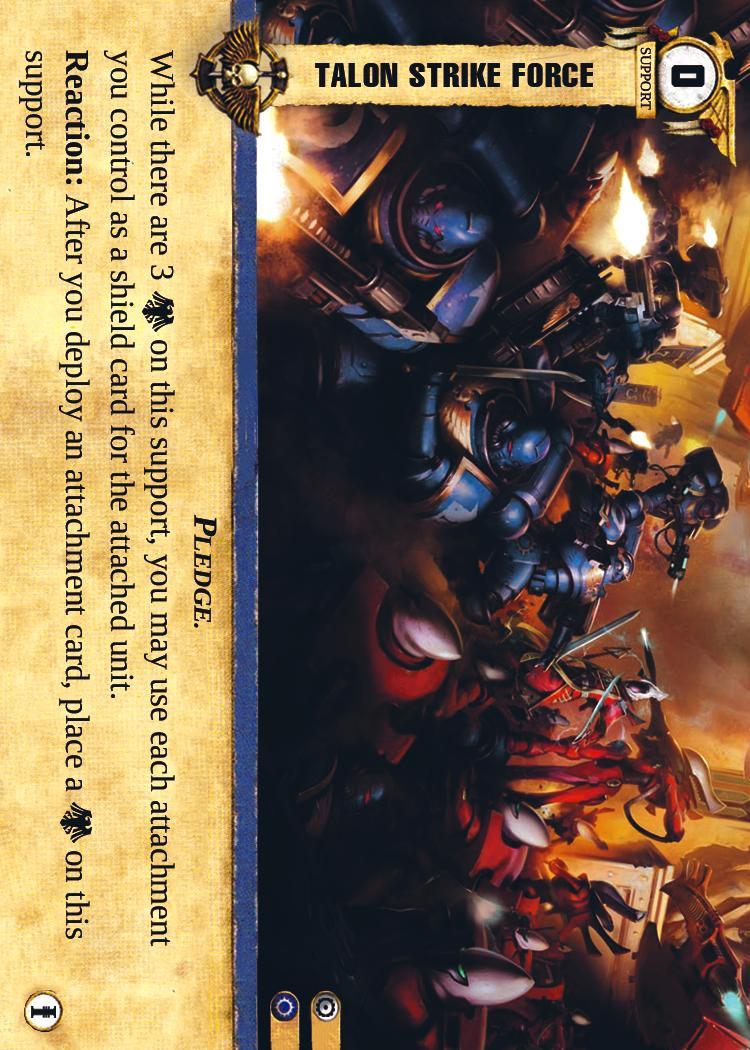 0
SUPPORT
TALON STRIKE FORCE
PLEDGE.
While there are 3 on this support, you may use each attachment
you control as a shield card for the attached unit.
Reaction: After you deploy an attachment card, place a on this
support.